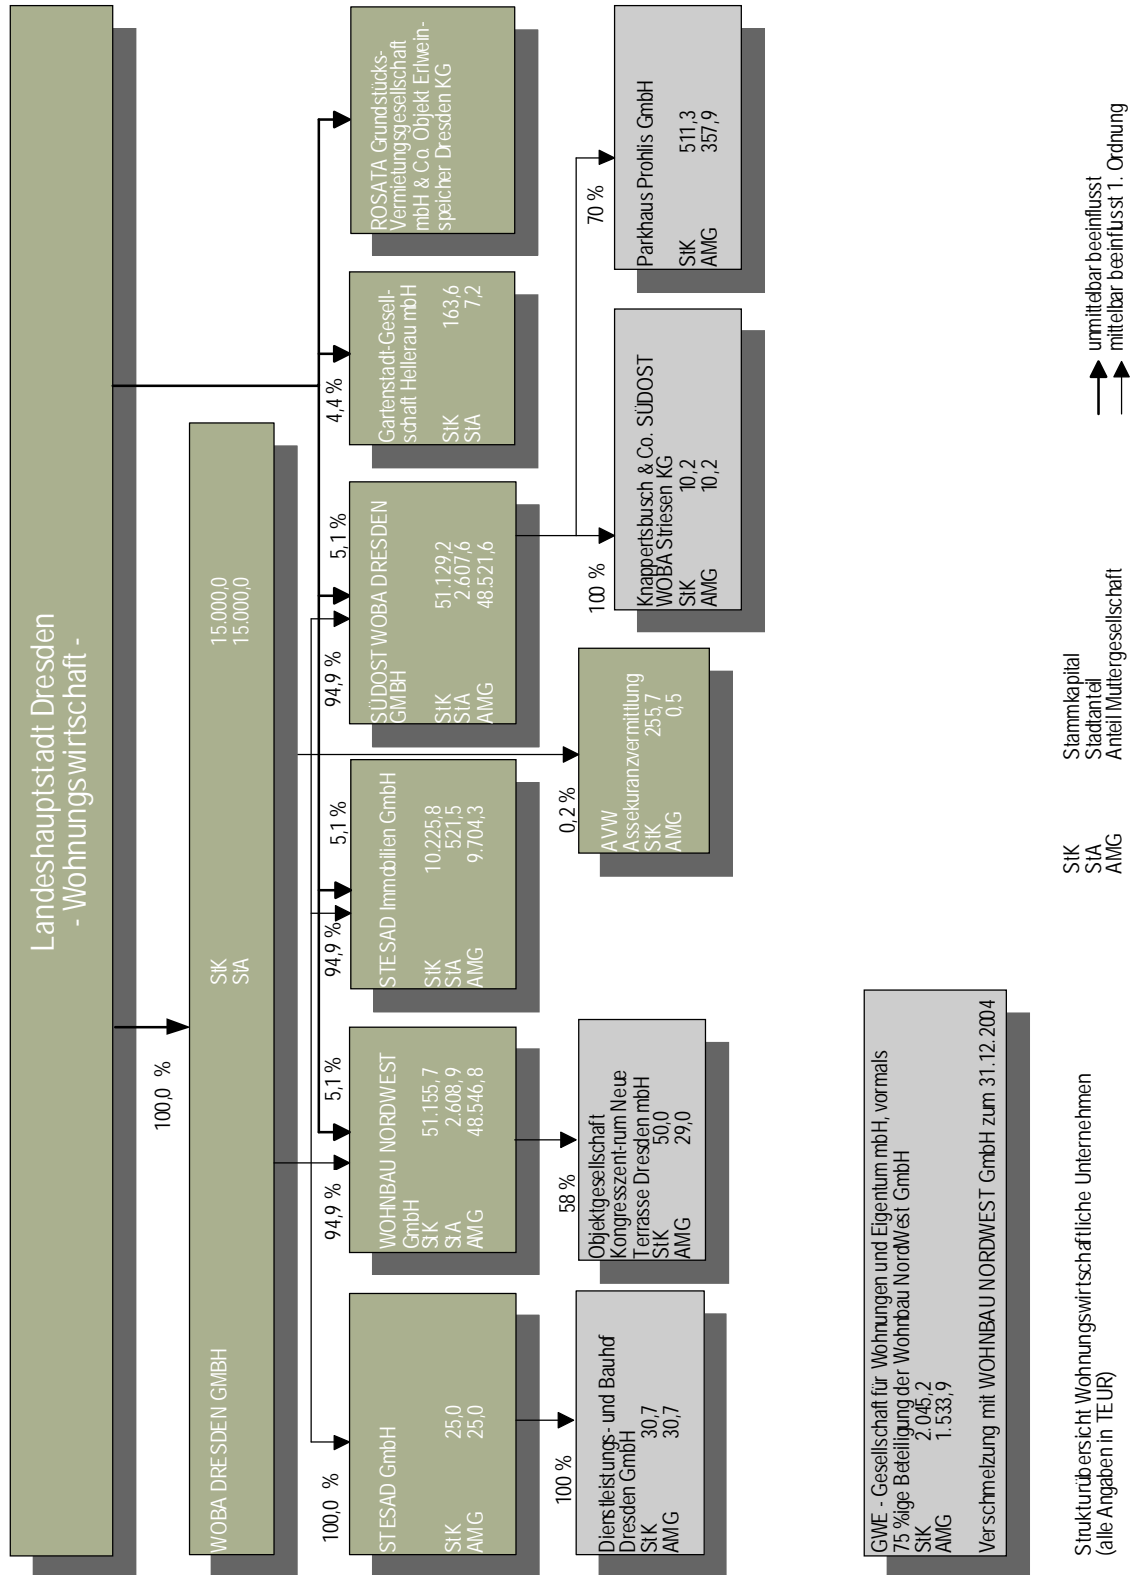 Landeshauptstadt Dresden
- Wohnungswirtschaft -
100,0 %
WOBA DRESDEN GMBH
StK 15.000,0
StA 15.000,0
100,0 %
STESAD GmbH
StK 25,0
AMG 25,0
94,9 %
5,1 %
WOHNBAU NORDWEST
GmbH
StK 51.155,7
StA 2.608,9
AMG 48.546,8
94,9 %
5,1 %
STESAD Immobilien GmbH
StK 10.225,8
StA 521,5
AMG 9.704,3
94,9 %
5,1 %
SÜDOST WOBA DRESDEN
GMBH
StK 51.129,2
StA 2.607,6
AMG 48.521,6
4,4 %
Gartenstadt-Gesell-
schaft Hellerau mbH
StK 163,6
StA 7,2
ROSATA Grundstücks-
Vermietungsgesellschaft
mbH & Co. Objekt Erlwein-
speicher Dresden KG
100 %
Dienstleistungs- und Bauhof
Dresden GmbH
StK 30,7
AMG 30,7
58 %
Objektgesellschaft
Kongresszent-rum Neue
Terrasse Dresden mbH
StK 50,0
AMG 29,0
0,2 %
AVW
Assekuranzvermittlung
StK 255,7
AMG 0,5
100 %
Knappertsbusch & Co. SÜDOST
WOBA Striesen KG
StK 10,2
AMG 10,2
70 %
Parkhaus Prohlis GmbH
StK 511,3
AMG 357,9
GWE - Gesellschaft für Wohnungen und Eigentum mbH, vormals
75 %ige Beteiligung der Wohnbau NordWest GmbH
StK 2.045,2
AMG 1.533,9
Verschmelzung mit WOHNBAU NORDWEST GmbH zum 31.12.2004
Strukturübersicht Wohnungswirtschaftliche Unternehmen
(alle Angaben in TEUR)
StK Stammkapital
StA Stadtanteil
AMG Anteil Muttergesellschaft
unmittelbar beeinflusst
mittelbar beeinflusst 1. Ordnung